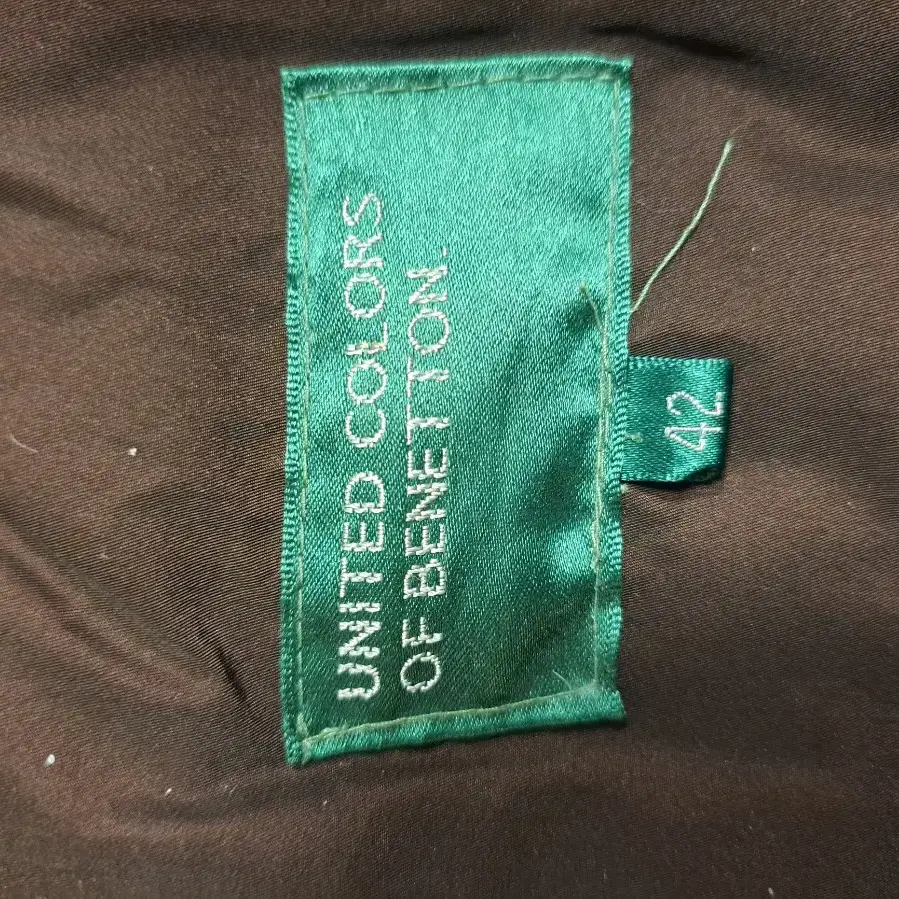 UNITED COLORS
OF BENETTON.
42